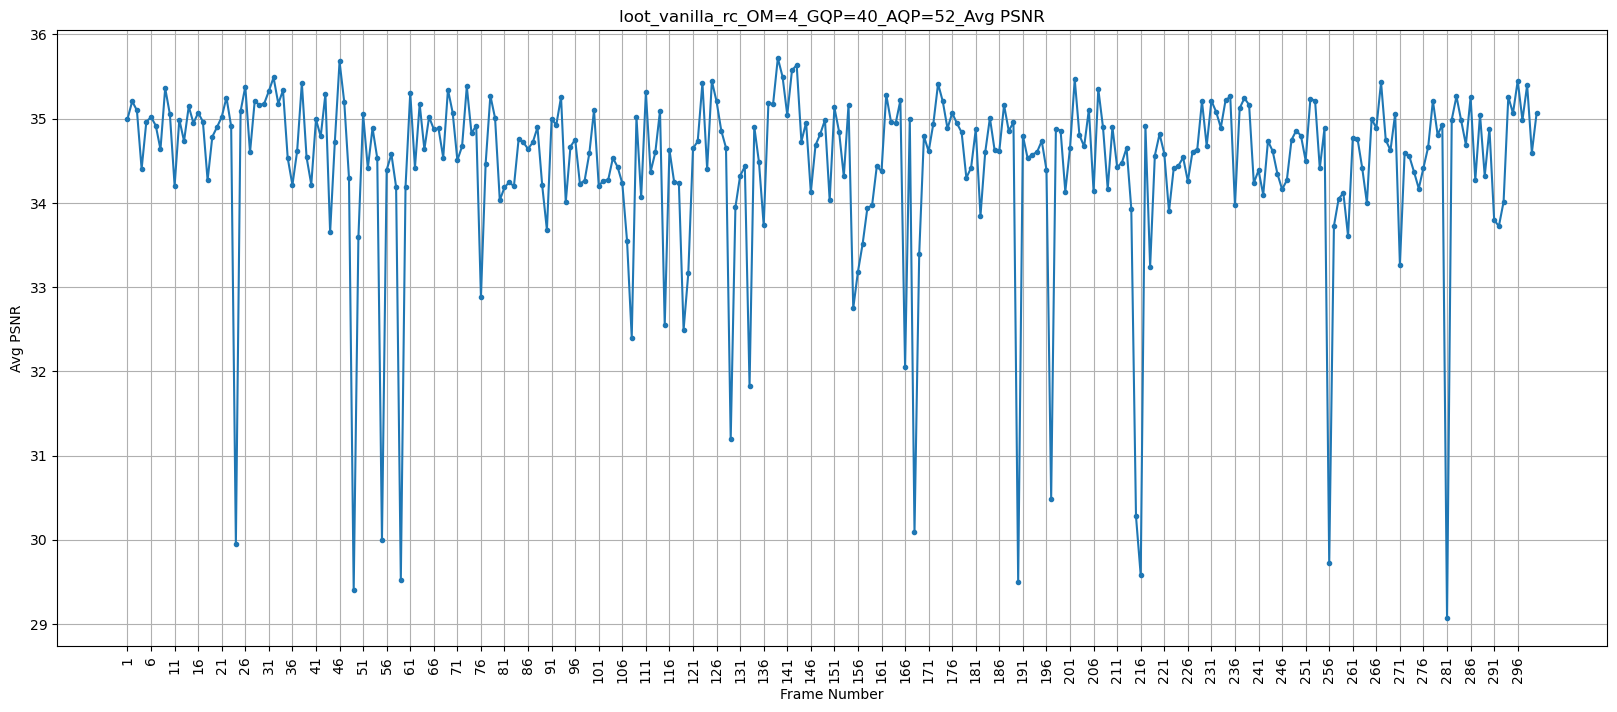 loot_vanilla_rc_OM=4_GQP=40_AQP=52_Avg PSNR
36
35
34
33
32
31
30
29
Avg PSNR
1 6 11 16 21 26 31 36 41 46 51 56 61 66 71 76 81 86 91 96 101 106 111 116 121 126 131 136 141 146 151 156 161 166 171 176 181 186 191 196 201 206 211 216 221 226 231 236 241 246 251 256 261 266 271 276 281 286 291 296
Frame Number